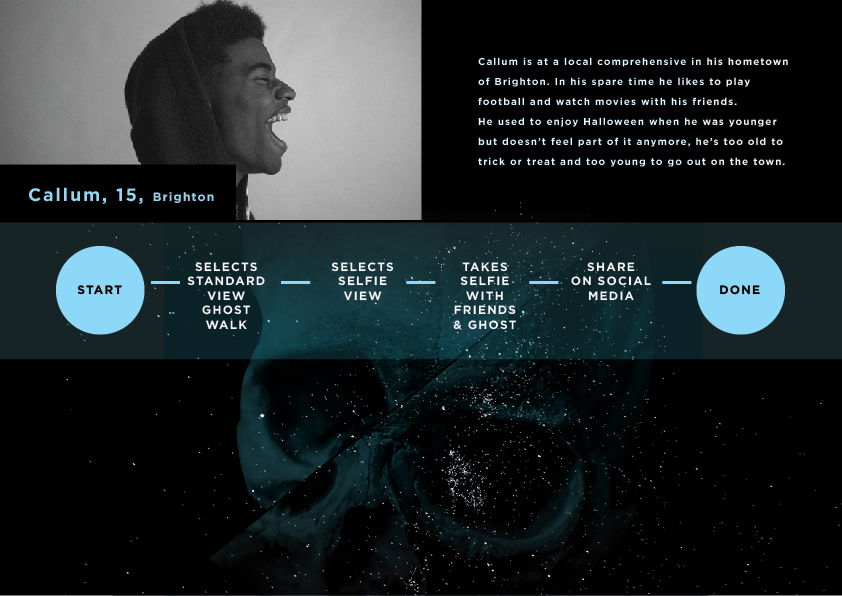 Callum is at a local comprehensive in his hometown
of Brighton. In his spare time he likes to play
football and watch movies with his friends.
He used to enjoy Halloween when he was younger
but doesn't feel part of it anymore, he's too old to
trick or treat and too young to go out on the town.
Callum, 15, Brighton
START
SELECTS
STANDARD
VIEW
GHOST
WALK
SELECTS
SELFIE
VIEW
TAKES
SELFIE
WITH
FRIENDS
& GHOST
SHARE
ON SOCIAL
MEDIA
DONE